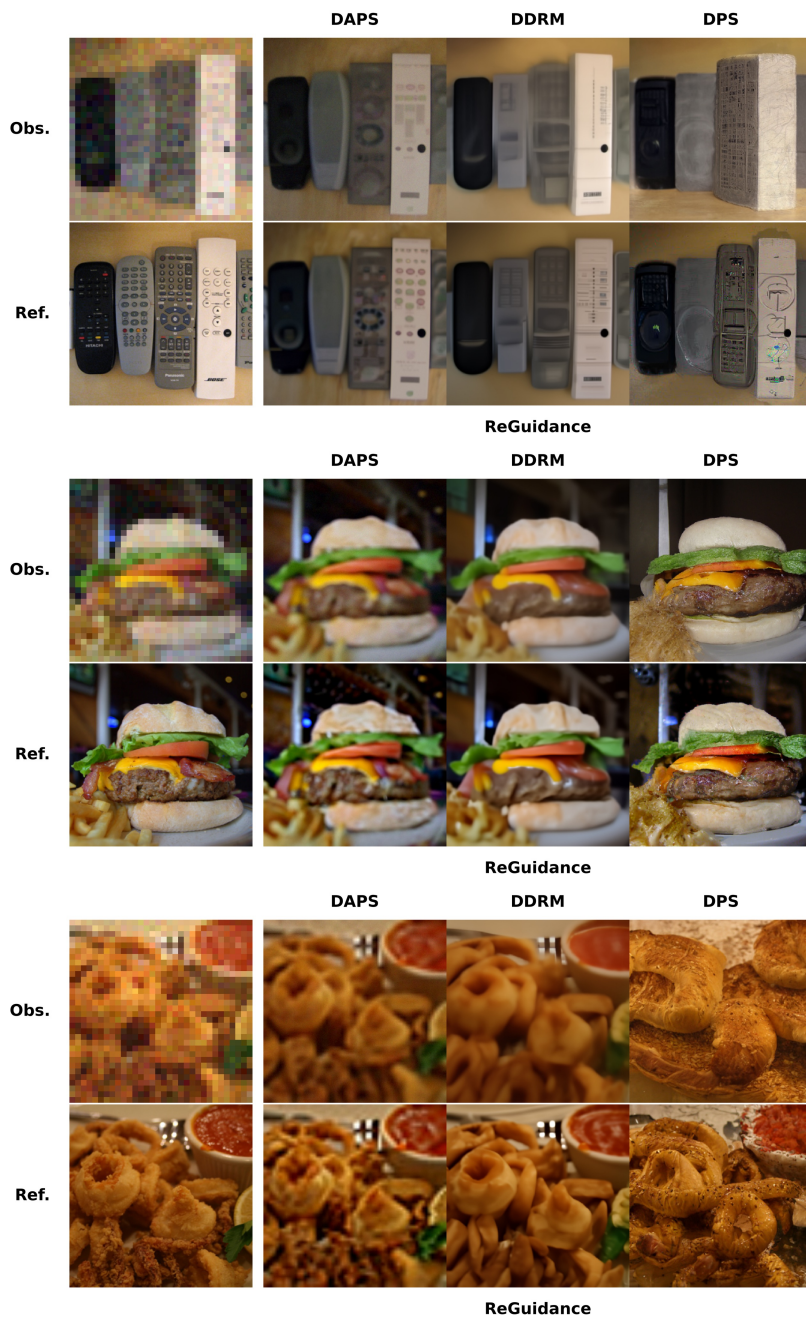 DAPS DDRM DPS
Obs.
Ref.
ReGuidance
DAPS DDRM DPS
Obs.
Ref.
ReGuidance
DAPS DDRM DPS
Obs.
Ref.
ReGuidance